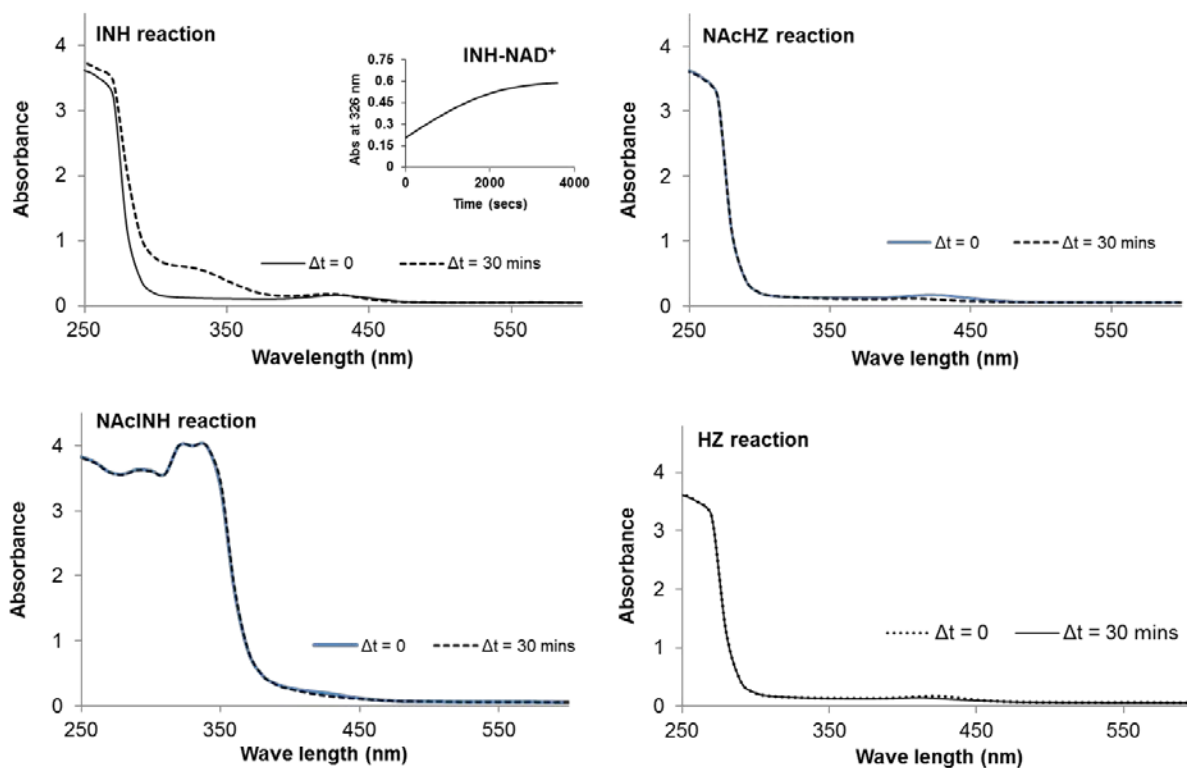 INH reaction
INH-NAD⁺
Abs at 326 nm
0.6
0.45
0.3
0.15
0
0 2000 4000
Time (secs)
Absorbance
4
3
2
1
0
Δt = 0 Δt = 30 mins
250 350 450 550
Wavelength (nm)
NAcHZ reaction
Absorbance
4
3
2
1
0
Δt = 0 Δt = 30 mins
250 350 450 550
Wave length (nm)
NAcINH reaction
Absorbance
4
3
2
1
0
Δt = 0 Δt = 30 mins
250 350 450 550
Wave length (nm)
HZ reaction
Absorbance
4
3
2
1
0
Δt = 0 Δt = 30 mins
250 350 450 550
Wave length (nm)